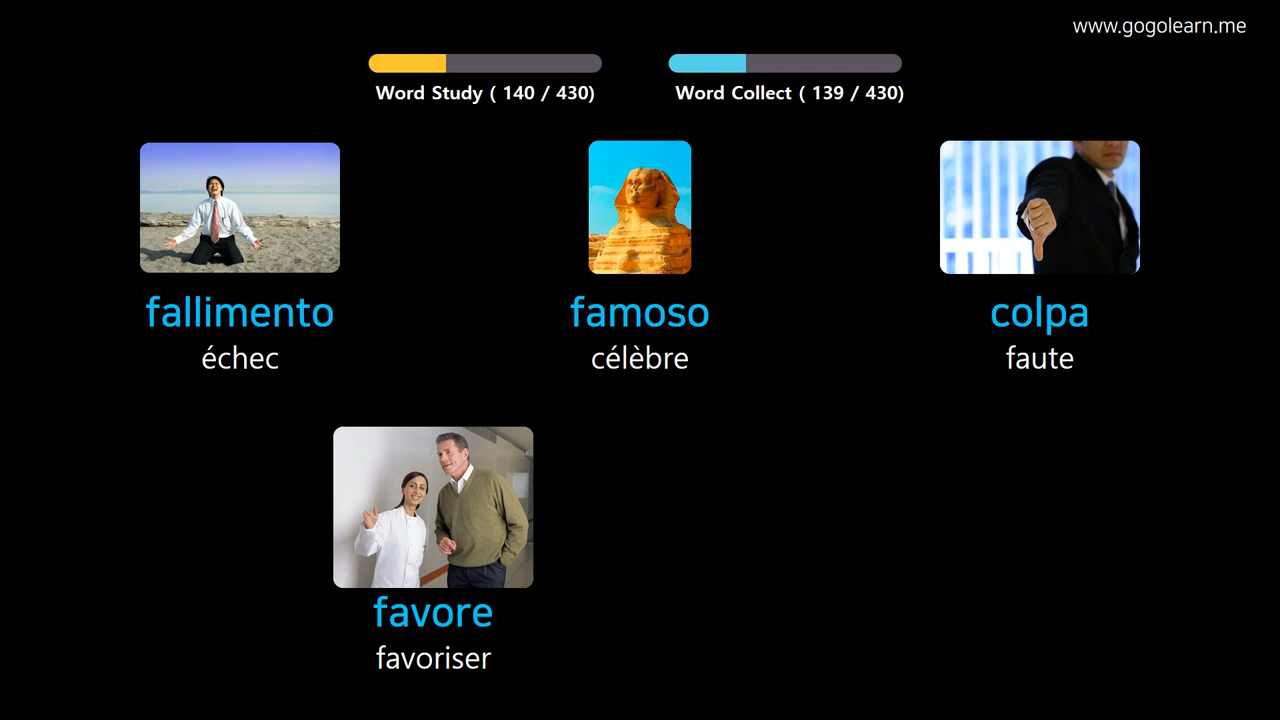 www.gogolearn.me
Word Study ( 140 / 430)
Word Collect ( 139 / 430)
fallimento
échec
famoso
célèbre
colpa
faute
favore
favoriser